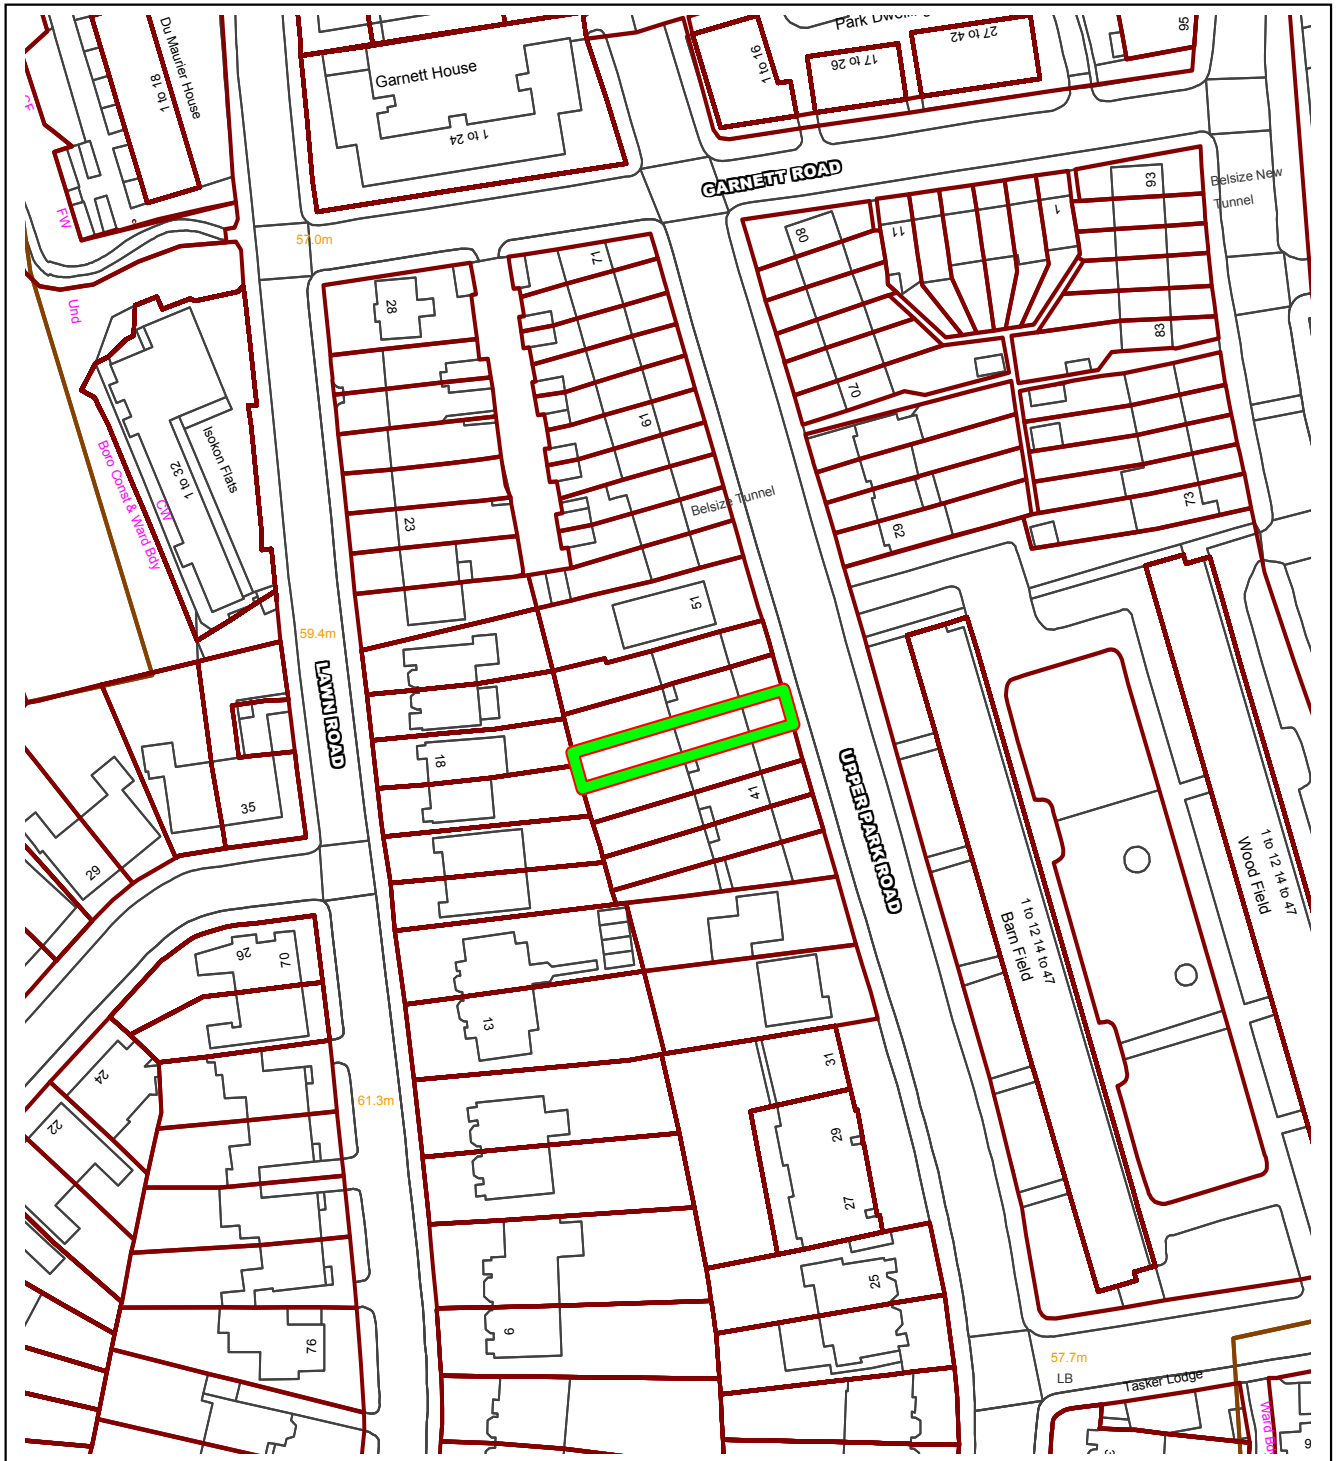 Du Maurier House
1 to 18
Garnett House
1 to 24
1 to 16
17 to 26
27 to 42
95
GARNETT ROAD
Belsize New
Tunnel
FW
57.0m
Und
28
71
80
11
1
93
83
70
Isokon Flats
1 to 32
CW
Boro Const & Ward Bdy
61
23
Belsize Tunnel
62
73
59.4m
LAWN ROAD
51
18
41
35
29
UPPER PARK ROAD
1 to 12 14 to 47
Wood Field
1 to 12 14 to 47
Barn Field
26
70
13
24
22
61.3m
31
29
27
25
76
9
57.7m
LB
Tasker Lodge
9